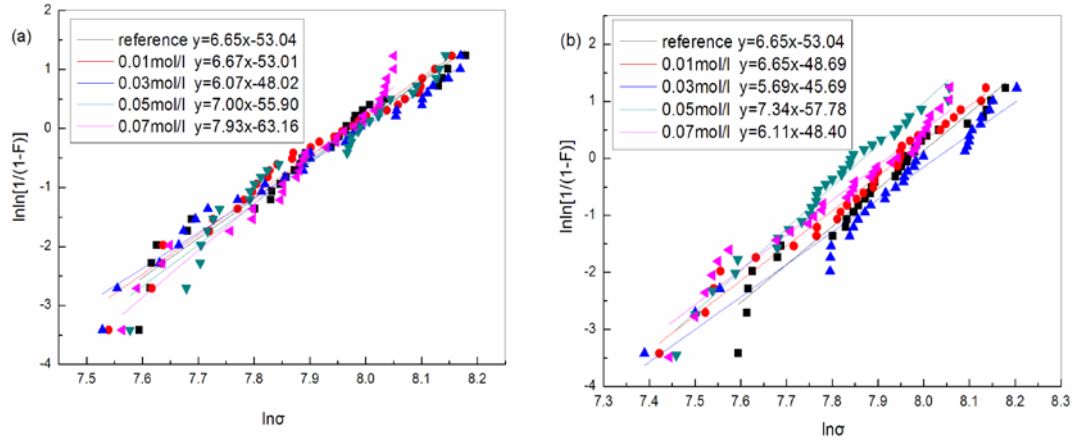 (a)
reference y=6.65x-53.04
0.01mol/l y=6.67x-53.01
0.03mol/l y=6.07x-48.02
0.05mol/l y=7.00x-55.90
0.07mol/l y=7.93x-63.16
2
1
0
-1
-2
-3
-4
lnln[1/(1-F)]
7.5 7.6 7.7 7.8 7.9 8.0 8.1 8.2
lnσ
(b)
reference y=6.65x-53.04
0.01mol/l y=6.65x-48.69
0.03mol/l y=5.69x-45.69
0.05mol/l y=7.34x-57.78
0.07mol/l y=6.11x-48.40
2
1
0
-1
-2
-3
-4
lnln[1/(1-F)]
7.3 7.4 7.5 7.6 7.7 7.8 7.9 8.0 8.1 8.2 8.3
lnσ